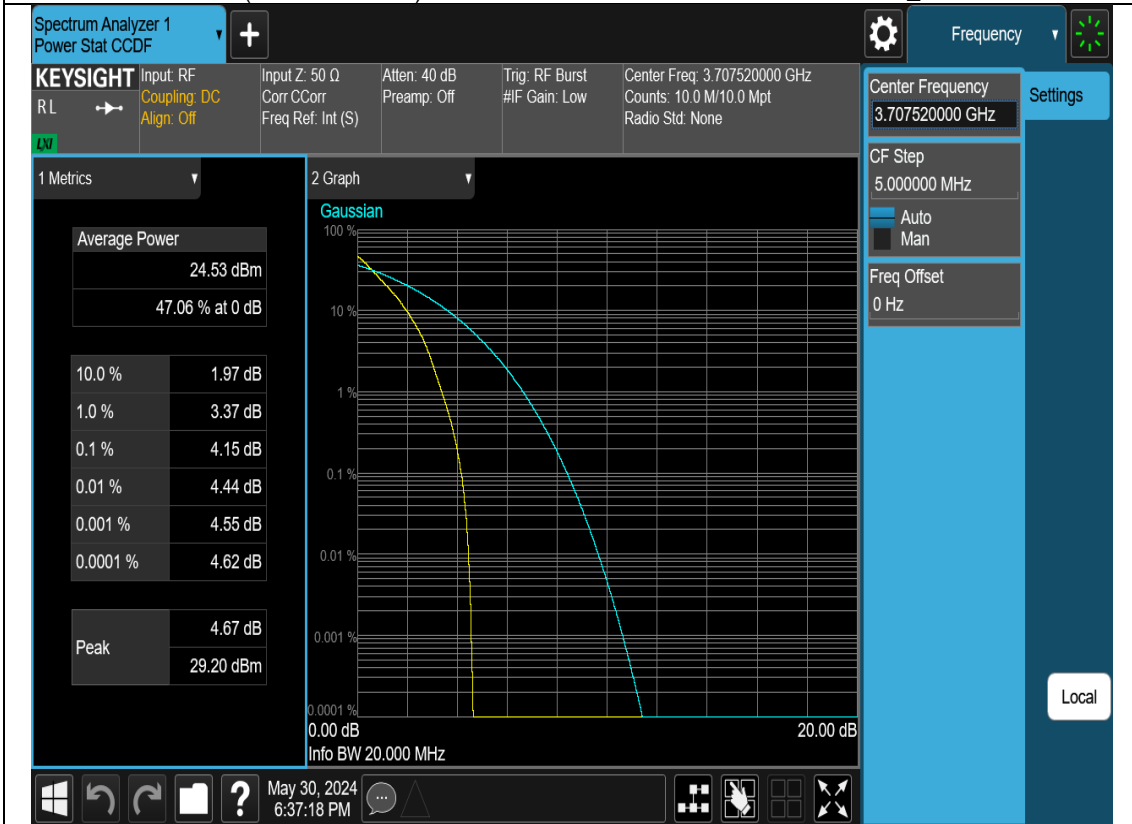 Spectrum Analyzer 1
Power Stat CCDF
▼
+
Frequency
▼
KEYSIGHT
RL
LXI
Input: RF
Coupling: DC
Align: Off
Input Z: 50 Ω
Corr CCorr
Freq Ref: Int (S)
Atten: 40 dB
Preamp: Off
Trig: RF Burst
#IF Gain: Low
Center Freq: 3.707520000 GHz
Counts: 10.0 M/10.0 Mpt
Radio Std: None
Center Frequency
3.707520000 GHz
Settings
CF Step
5.000000 MHz
Auto
Man
Freq Offset
0 Hz
1 Metrics
▼
Average Power
24.53 dBm
47.06 % at 0 dB
10.0 % 1.97 dB
1.0 % 3.37 dB
0.1 % 4.15 dB
0.01 % 4.44 dB
0.001 % 4.55 dB
0.0001 % 4.62 dB
Peak
4.67 dB
29.20 dBm
2 Graph
▼
Gaussian
100 %
10 %
1 %
0.1 %
0.01 %
0.001 %
0.0001 %
0.00 dB 20.00 dB
Info BW 20.000 MHz
Local
?
May 30, 2024
6:37:18 PM